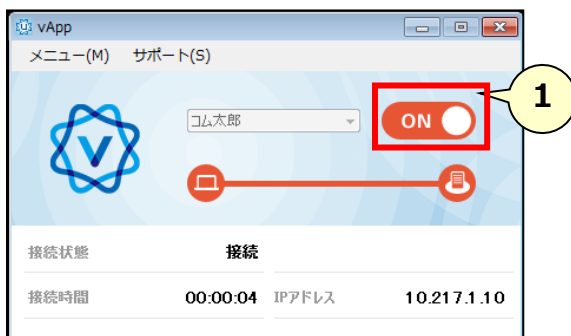 vApp
メニュー(M) サポート(S)
コム太郎
ON
1
V
接続状態 接続
接続時間 00:00:04 IPアドレス 10.217.1.10